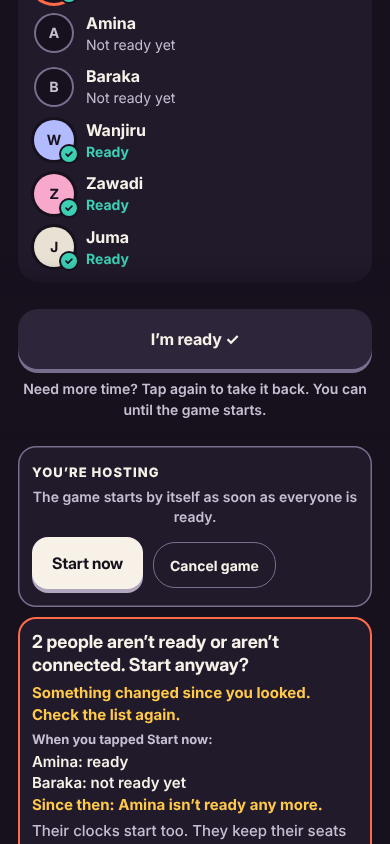 A
Amina
Not ready yet
B
Baraka
Not ready yet
W
Wanjiru
Ready
Z
Zawadi
Ready
J
Juma
Ready
I’m ready ✓
Need more time? Tap again to take it back. You can
until the game starts.
YOU’RE HOSTING
The game starts by itself as soon as everyone is
ready.
Start now
Cancel game
2 people aren’t ready or aren’t
connected. Start anyway?
Something changed since you looked.
Check the list again.
When you tapped Start now:
Amina: ready
Baraka: not ready yet
Since then: Amina isn’t ready any more.
Their clocks start too. They keep their seats